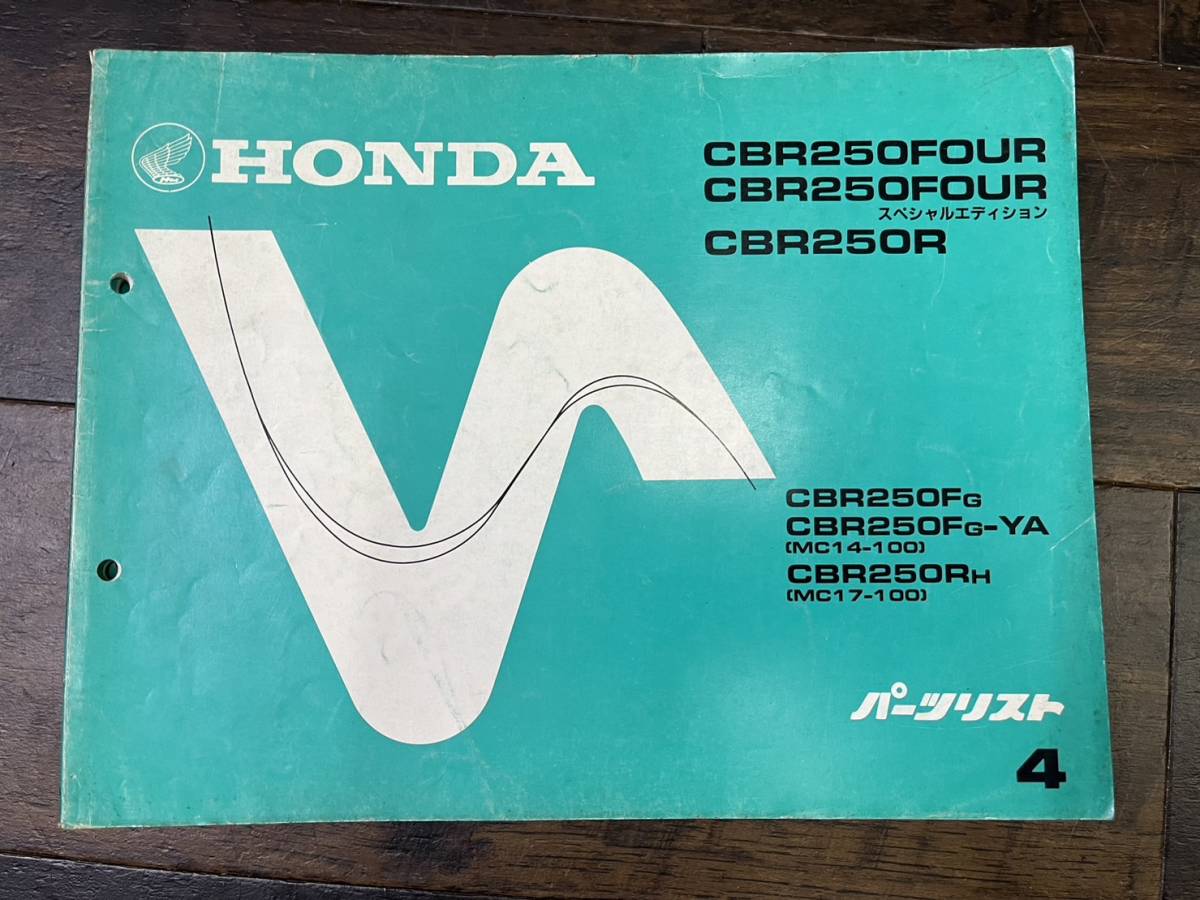 HONDA
CBR250FOUR
CBR250FOUR
スペシャルエディション
CBR250R
CBR250FG
CBR250FG-YA
(MC14-100)
CBR250RH
(MC17-100)
パーツリスト
4